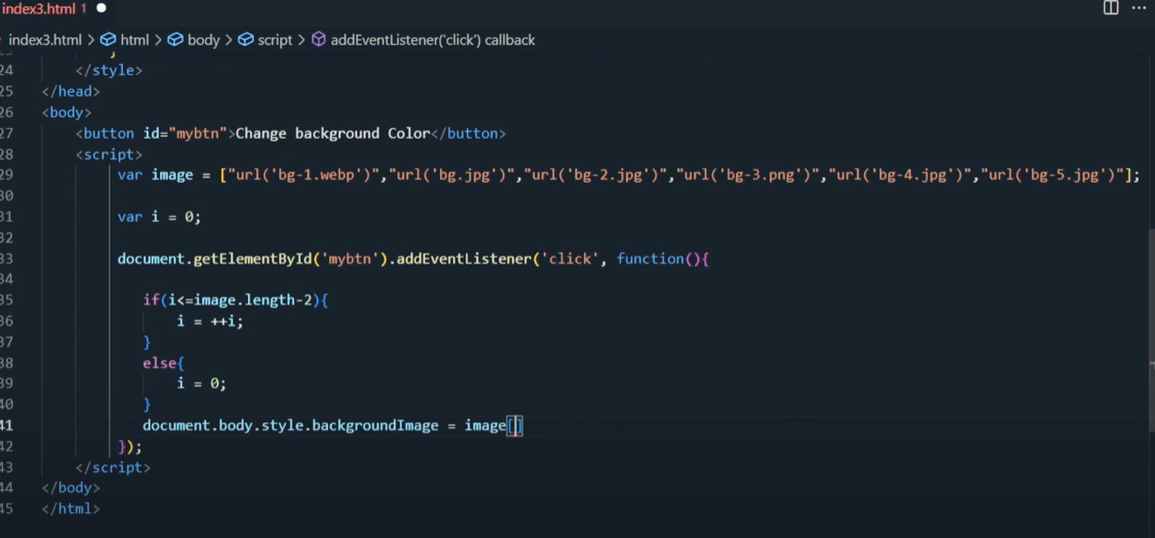 index3.html 1
index3.html > html > body > script > addEventListener('click') callback
24 </style>
25 </head>
26 <body>
27 <button id="mybtn">Change background Color</button>
28 <script>
29 var image = ["url('bg-1.webp')","url('bg.jpg')","url('bg-2.jpg')","url('bg-3.png')","url('bg-4.jpg')","url('bg-5.jpg')"];
30
31 var i = 0;
32
33 document.getElementById('mybtn').addEventListener('click', function(){
34
35 if(i<=image.length-2){
36 i = ++i;
37 }
38 else{
39 i = 0;
40 }
41 document.body.style.backgroundImage = image[]
42 });
43 </script>
44 </body>
45 </html>